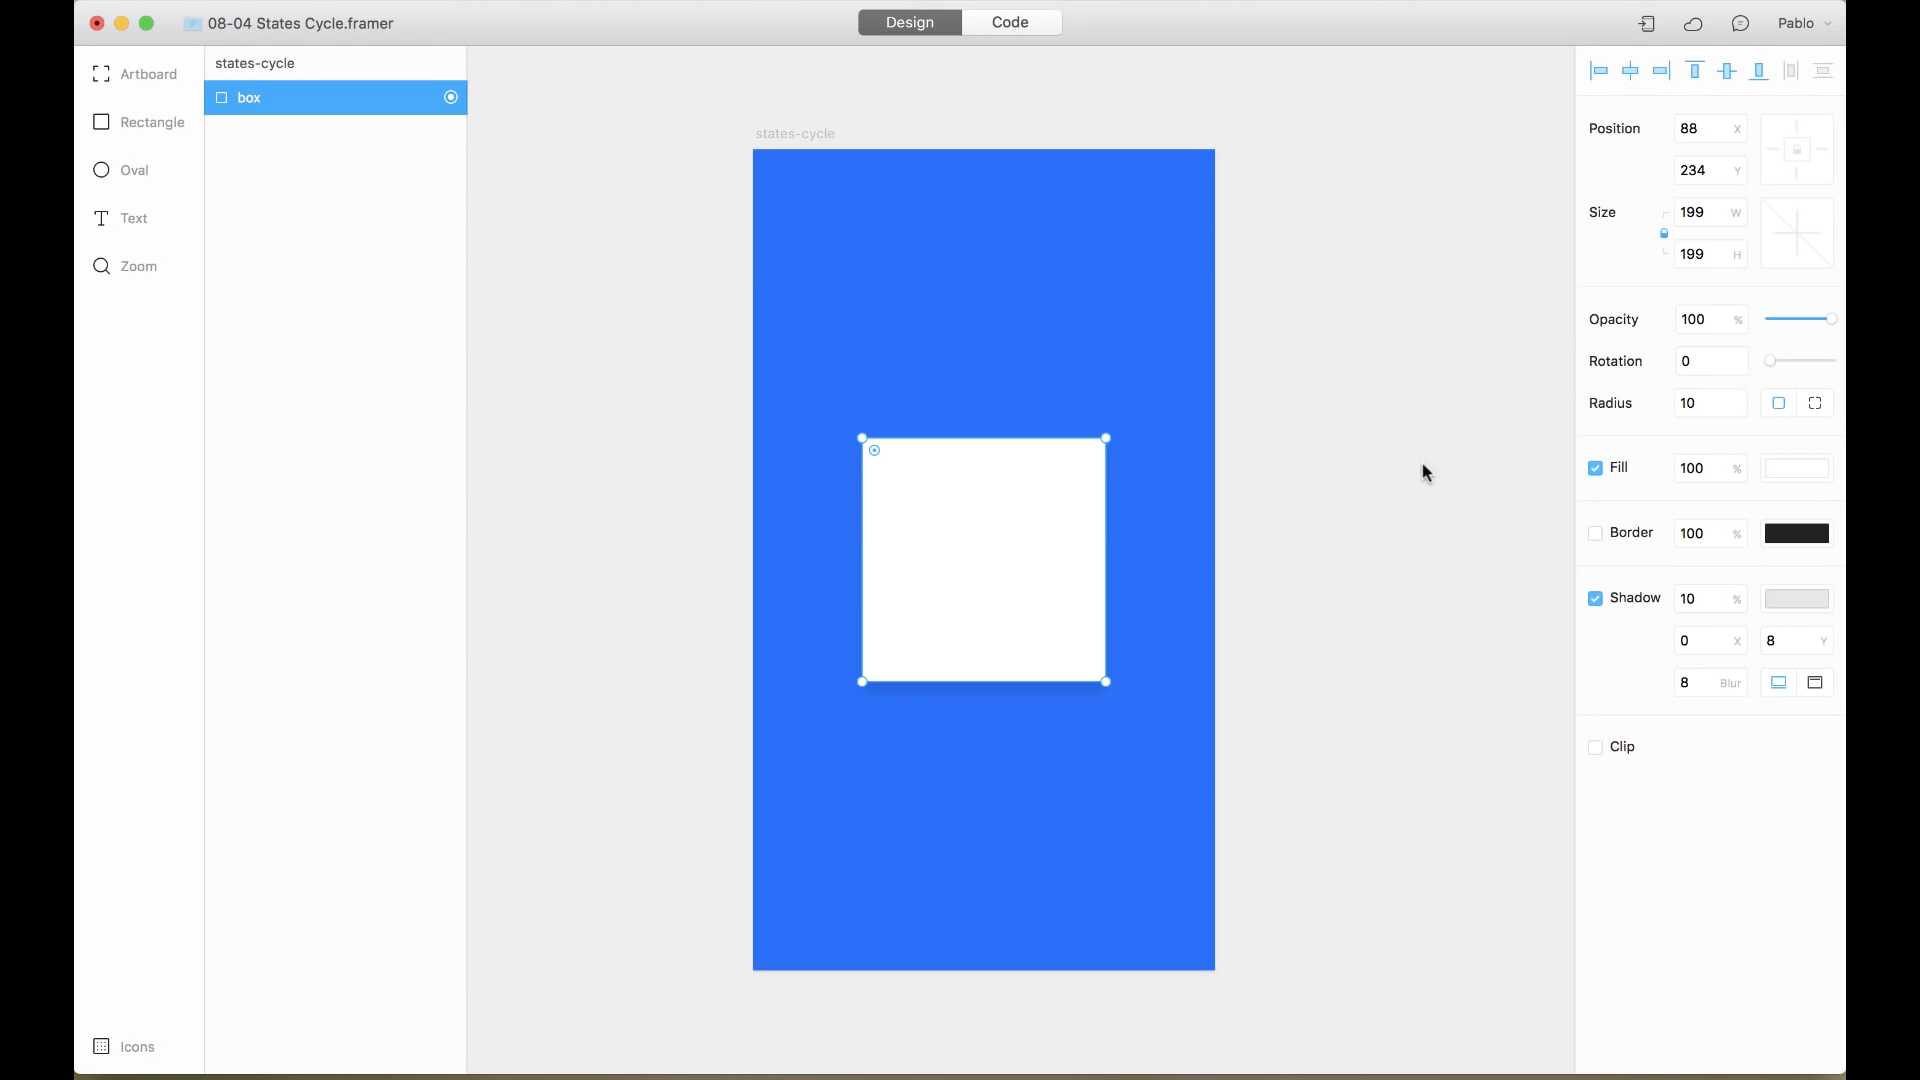 08-04 States Cycle.framer
Design
Code
Pablo
Artboard
Rectangle
Oval
Text
Zoom
Icons
states-cycle
box
states-cycle
Position 88 X
234 Y
Size 199 W
199 H
Opacity 100 %
Rotation 0
Radius 10
Fill 100 %
Border 100 %
Shadow 10 %
0 X 8 Y
8 Blur
Clip